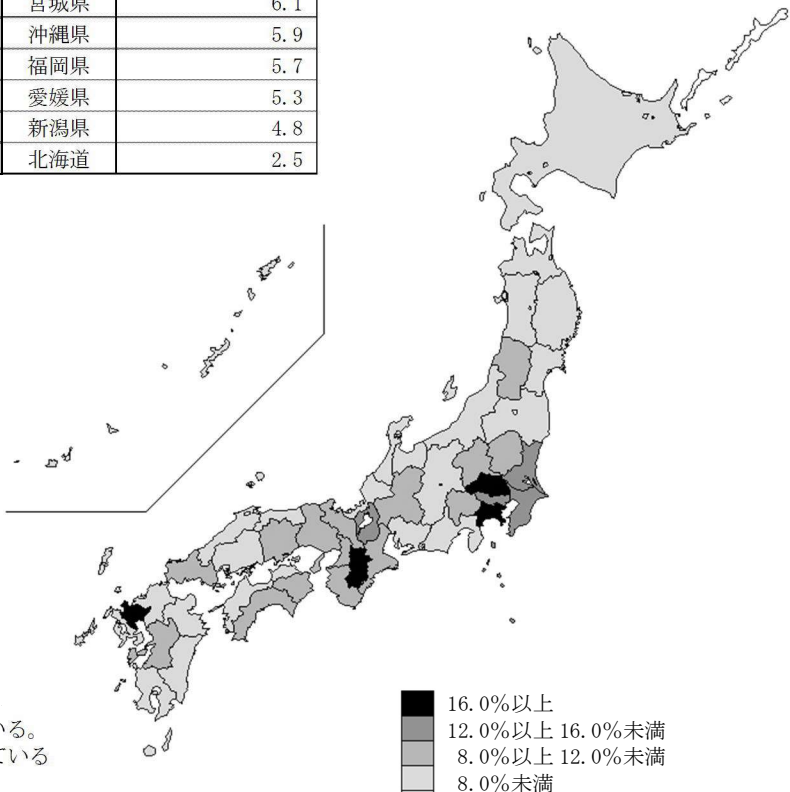 宮城県 6.1
沖縄県 5.9
福岡県 5.7
愛媛県 5.3
新潟県 4.8
北海道 2.5
いる。
ている
16.0%以上
12.0%以上 16.0%未満
8.0%以上 12.0%未満
8.0%未満